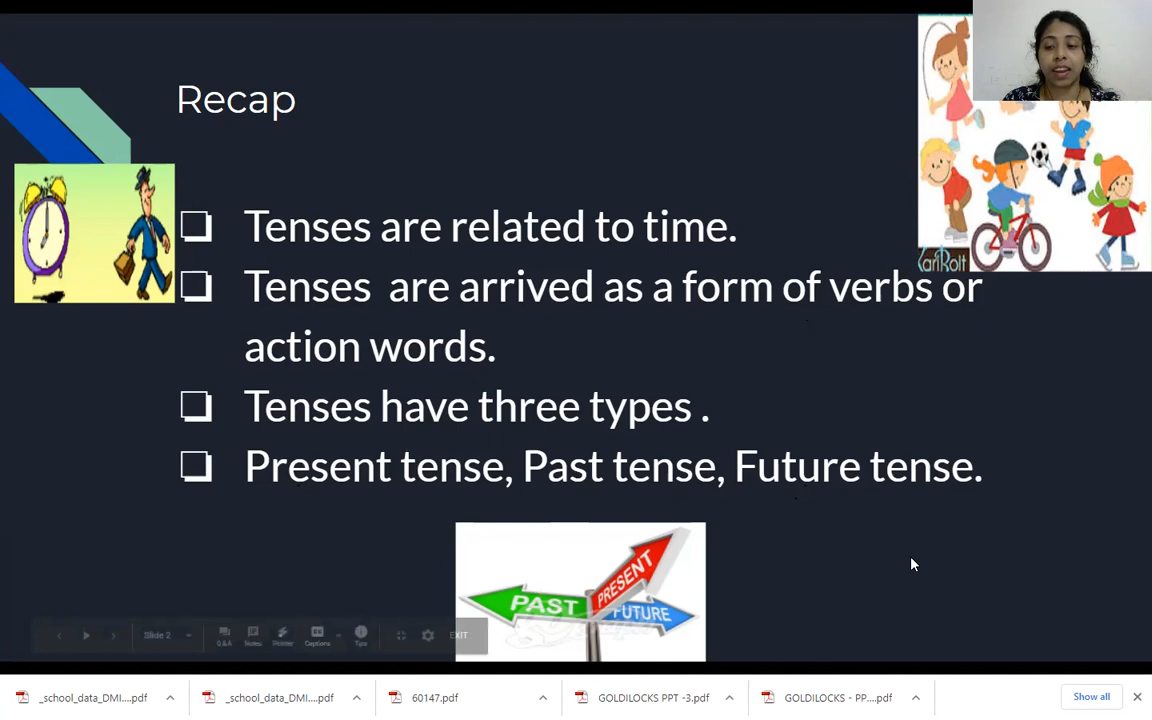 Recap
Tenses are related to time.
Tenses are arrived as a form of verbs or
action words.
Tenses have three types .
Present tense, Past tense, Future tense.
KariBolt
PAST
PRESENT
FUTURE
Slide 2
Q&A
Notes
Pointer
Captions
Tips
EXIT
_school_data_DMI....pdf
_school_data_DMI....pdf
60147.pdf
GOLDILOCKS PPT -3.pdf
GOLDILOCKS - PP....pdf
Show all